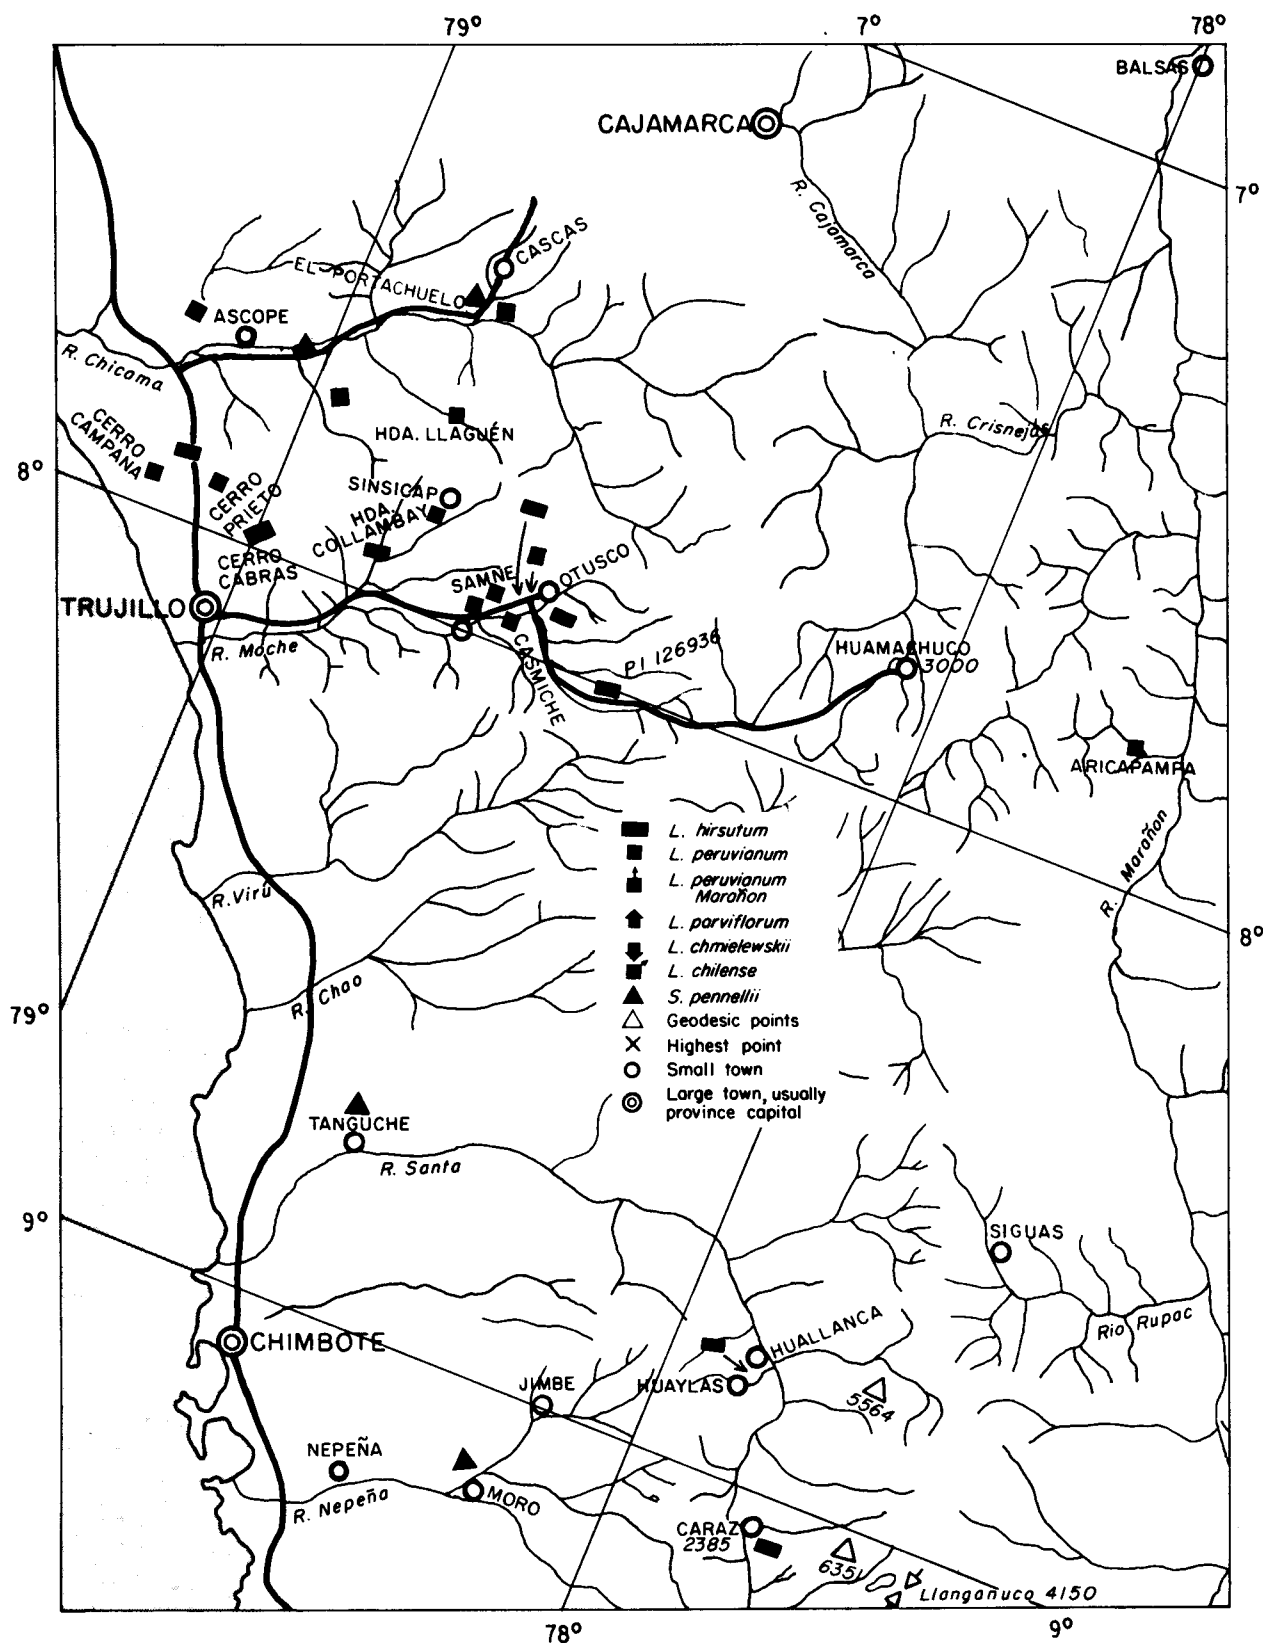 79°
7°
78°
BALSAS
CAJAMARCA
7°
R. Cajamarca
CASCAS
EL PORTACHUELO
ASCOPE
R. Chicama
R. Crisnejas
CERRO
CAMPANA
HDA. LLAGUÉN
8°
CERRO
PRIETO
SINSICAP
HDA.
COLLAMBAY
CERRO
CABRAS
SAMNE
OTUSCO
TRUJILLO
R. Moche
CASMICHE
PI 126936
HUAMACHUCO
3000
ARICAPAMPA
R. Marañon
L. hirsutum
L. peruvianum
L. peruvianum
Marañon
L. parviflorum
L. chmielewskii
L. chilense
S. pennellii
Geodesic points
Highest point
Small town
Large town, usually
province capital
R. Virú
8°
R. Chao
79°
TANGUCHE
R. Santa
9°
SIGUAS
Rio Rupac
CHIMBOTE
HUALLANCA
HUAYLAS
JIMBE
5564
NEPEÑA
R. Nepeña
MORO
CARAZ
2385
6351
Llanganuco 4150
78°
9°